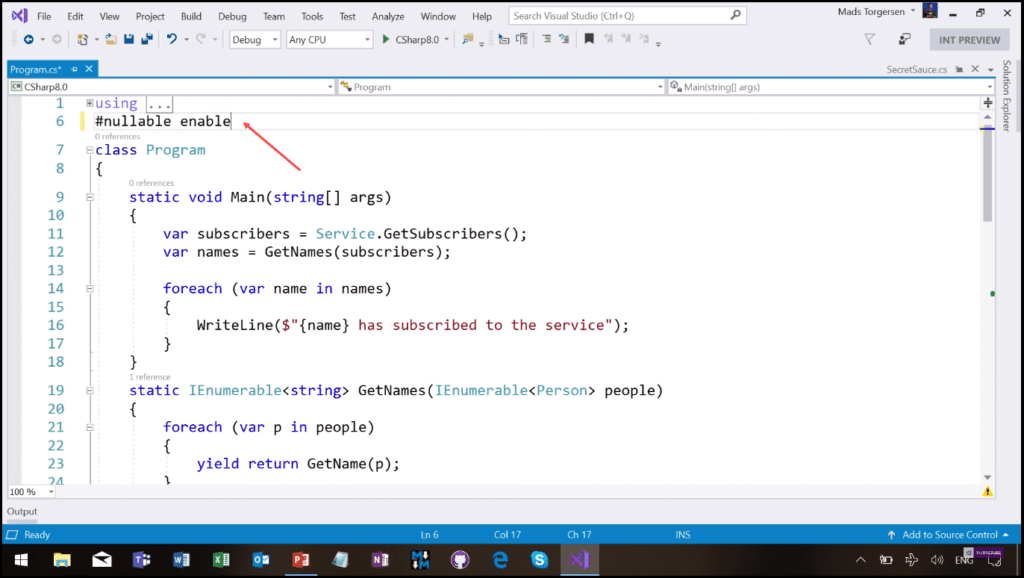 File Edit View Project Build Debug Team Tools Test Analyze Window Help Search Visual Studio (Ctrl+Q) Mads Torgersen
Debug Any CPU CSharp8.0 INT PREVIEW
Program.cs* SecretSauce.cs
CSharp8.0 Program Main(string[] args)
Solution Explorer
1 using ...
6 #nullable enable
0 references
7 class Program
8 {
0 references
9 static void Main(string[] args)
10 {
11 var subscribers = Service.GetSubscribers();
12 var names = GetNames(subscribers);
13
14 foreach (var name in names)
15 {
16 WriteLine($"{name} has subscribed to the service");
17 }
18 }
1 reference
19 static IEnumerable<string> GetNames(IEnumerable<Person> people)
20 {
21 foreach (var p in people)
22 {
23 yield return GetName(p);
24 }
100 %
Output
Ready Ln 6 Col 17 Ch 17 INS Add to Source Control
ENG SUBSCRIBE